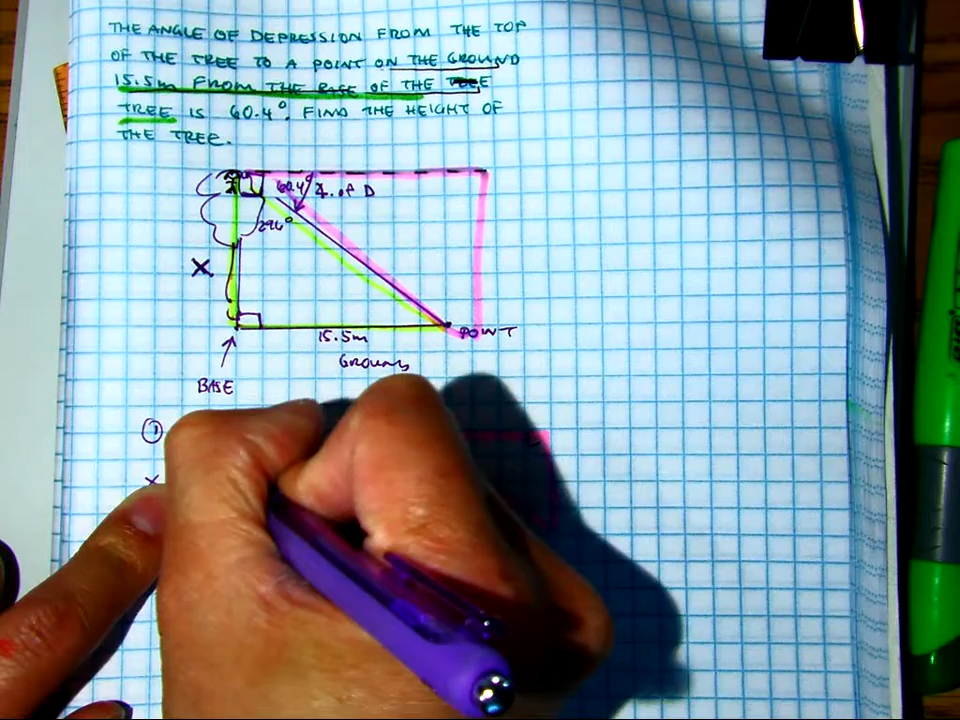 THE ANGLE OF DEPRESSION FROM THE TOP
OF THE TREE TO A POINT ON THE GROUND
15.5m FROM THE BASE OF THE
TREE IS 60.4°. FIND THE HEIGHT OF
THE TREE.
60.4° ∡. of D
29.6°
X
15.5m
POINT
GROUND
BASE
①
X